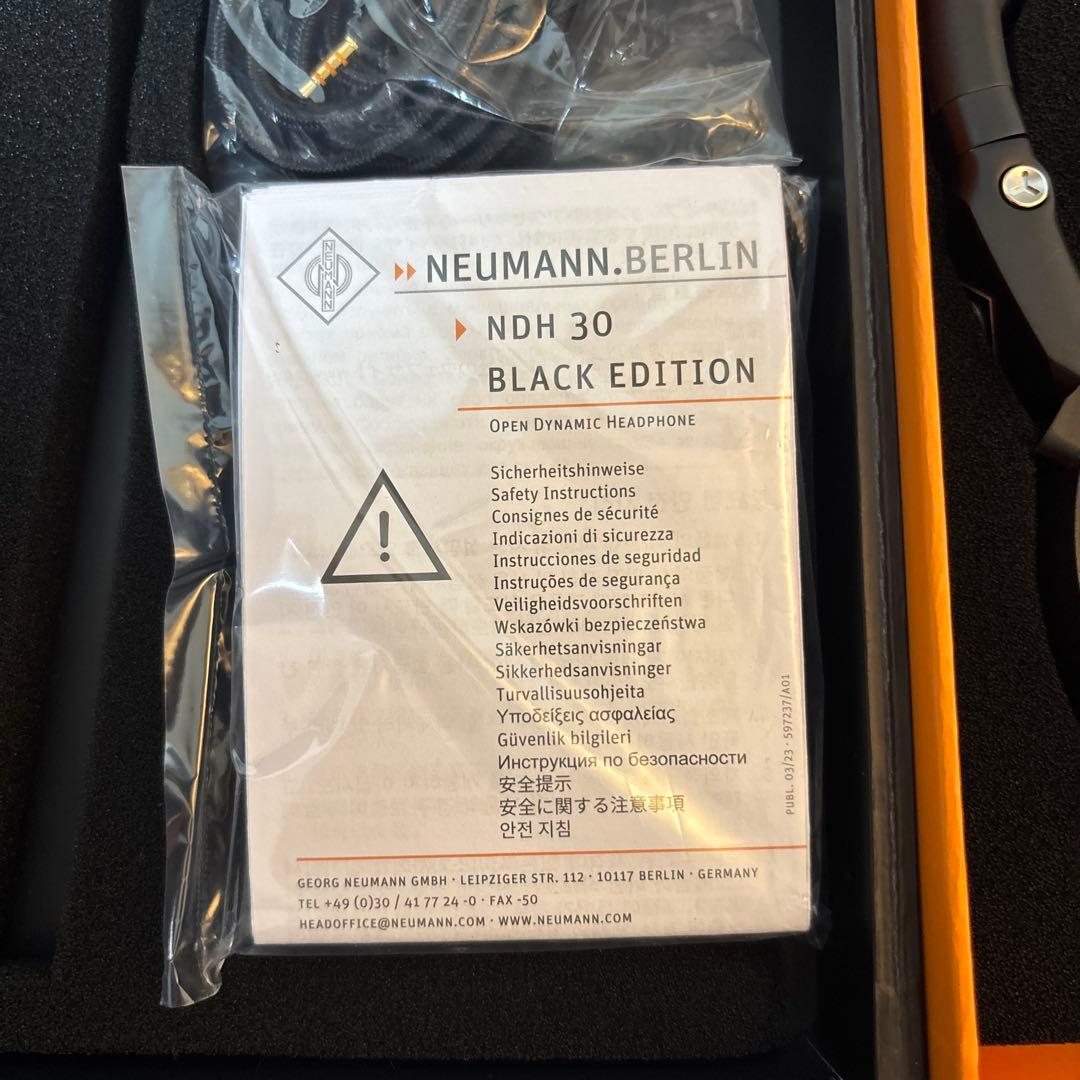 NEUMANN
NEUMANN.BERLIN
NDH 30
BLACK EDITION
OPEN DYNAMIC HEADPHONE
Sicherheitshinweise
Safety Instructions
Consignes de sécurité
Indicazioni di sicurezza
Instrucciones de seguridad
Instruções de segurança
Veiligheidsvoorschriften
Wskazówki bezpieczeństwa
Säkerhetsanvisningar
Sikkerhedsanvisninger
Turvallisuusohjeita
Υποδείξεις ασφαλείας
Güvenlik bilgileri
Инструкция по безопасности
安全提示
安全に関する注意事項
안전 지침
PUBL. 03/23 · 597237/A01
GEORG NEUMANN GMBH · LEIPZIGER STR. 112 · 10117 BERLIN · GERMANY
TEL +49 (0)30 / 41 77 24 -0 · FAX -50
HEADOFFICE@NEUMANN.COM · WWW.NEUMANN.COM